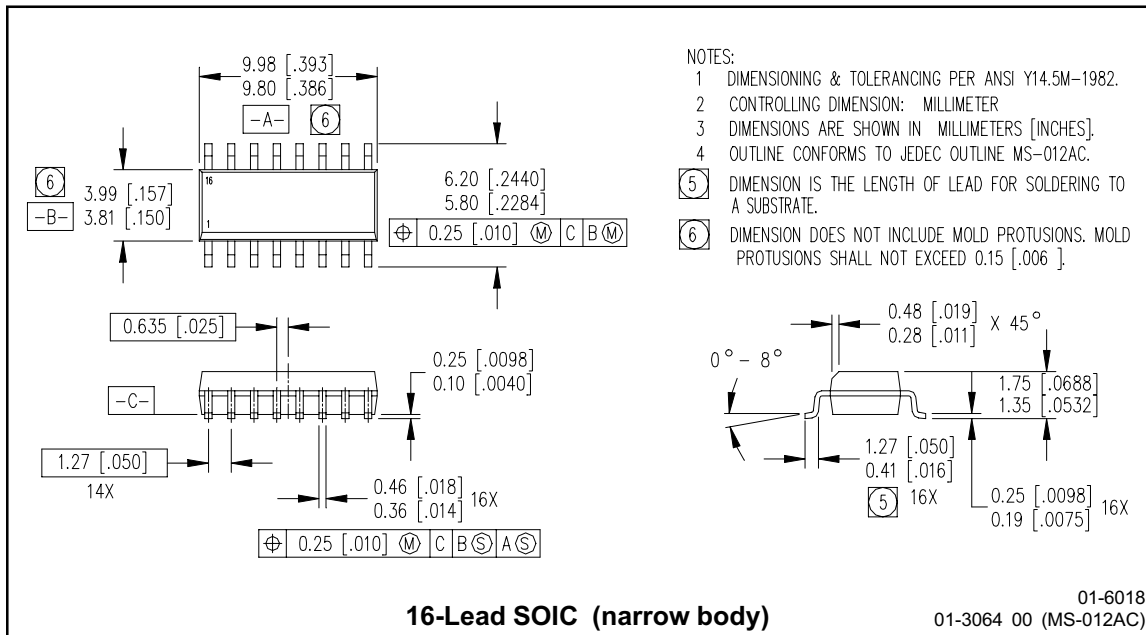 9.98 [.393]
9.80 [.386]
-A- 6
6
3.99 [.157]
-B- 3.81 [.150]
16
1
6.20 [.2440]
5.80 [.2284]
⌖ 0.25 [.010] Ⓜ C B Ⓜ
NOTES:
1 DIMENSIONING & TOLERANCING PER ANSI Y14.5M-1982.
2 CONTROLLING DIMENSION: MILLIMETER
3 DIMENSIONS ARE SHOWN IN MILLIMETERS [INCHES].
4 OUTLINE CONFORMS TO JEDEC OUTLINE MS-012AC.
5 DIMENSION IS THE LENGTH OF LEAD FOR SOLDERING TO
A SUBSTRATE.
6 DIMENSION DOES NOT INCLUDE MOLD PROTUSIONS. MOLD
PROTUSIONS SHALL NOT EXCEED 0.15 [.006 ].
0.635 [.025]
0.25 [.0098]
0.10 [.0040]
-C-
1.27 [.050]
14X
0.46 [.018]
0.36 [.014] 16X
⌖ 0.25 [.010] Ⓜ C B Ⓢ A Ⓢ
0.48 [.019]
0.28 [.011] X 45°
0°- 8°
1.75 [.0688]
1.35 [.0532]
1.27 [.050]
0.41 [.016]
5 16X
0.25 [.0098]
0.19 [.0075] 16X
16-Lead SOIC (narrow body)
01-6018
01-3064 00 (MS-012AC)